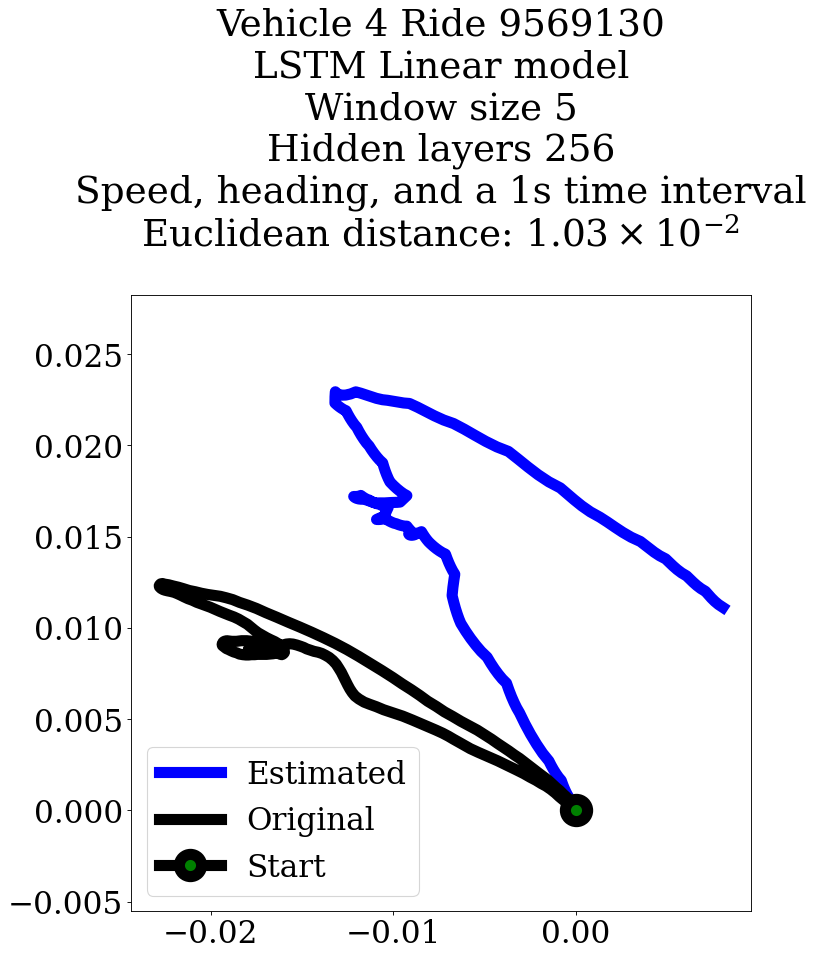 Vehicle 4 Ride 9569130
LSTM Linear model
Window size 5
Hidden layers 256
Speed, heading, and a 1s time interval
Euclidean distance: 1.03 × 10⁻²
0.025
0.020
0.015
0.010
0.005
0.000
−0.005
Estimated
Original
Start
−0.02 −0.01 0.00